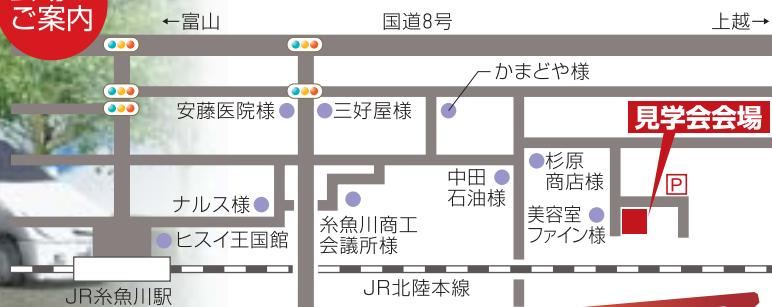 ご案内
←富山
国道8号
上越→
かまどや様
安藤医院様
三好屋様
見学会会場
杉原
商店様
中田
石油様
P
ナルス様
糸魚川商工
会議所様
美容室
ファイン様
ヒスイ王国館
JR糸魚川駅
JR北陸本線